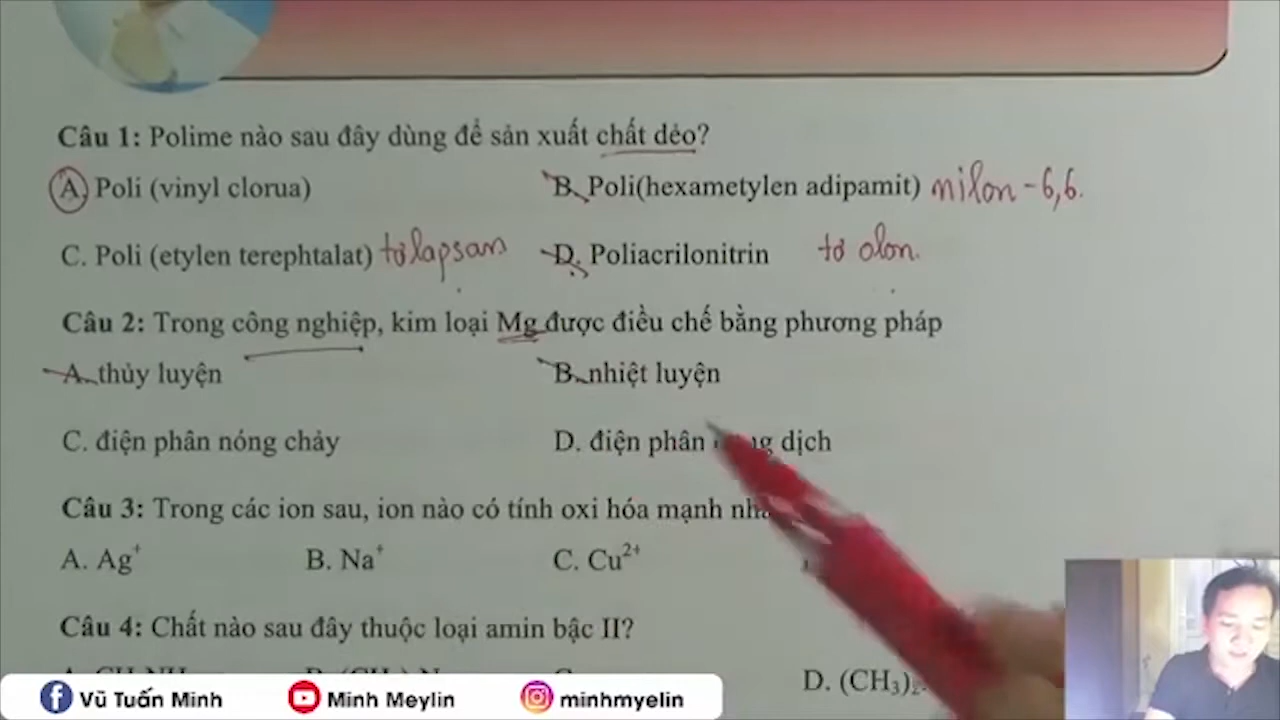 Câu 1: Polime nào sau đây dùng để sản xuất chất dẻo?
A. Poli (vinyl clorua) B. Poli(hexametylen adipamit) nilon-6,6.
C. Poli (etylen terephtalat) tơ lapsan D. Poliacrilonitrin tơ olon.
Câu 2: Trong công nghiệp, kim loại Mg được điều chế bằng phương pháp
A. thủy luyện B. nhiệt luyện
C. điện phân nóng chảy D. điện phân dịch
Câu 3: Trong các ion sau, ion nào có tính oxi hóa mạnh
A. Ag⁺ B. Na⁺ C. Cu²⁺
Câu 4: Chất nào sau đây thuộc loại amin bậc II?
D. (CH₃)₂
Vũ Tuấn Minh Minh Meylin minhmyelin